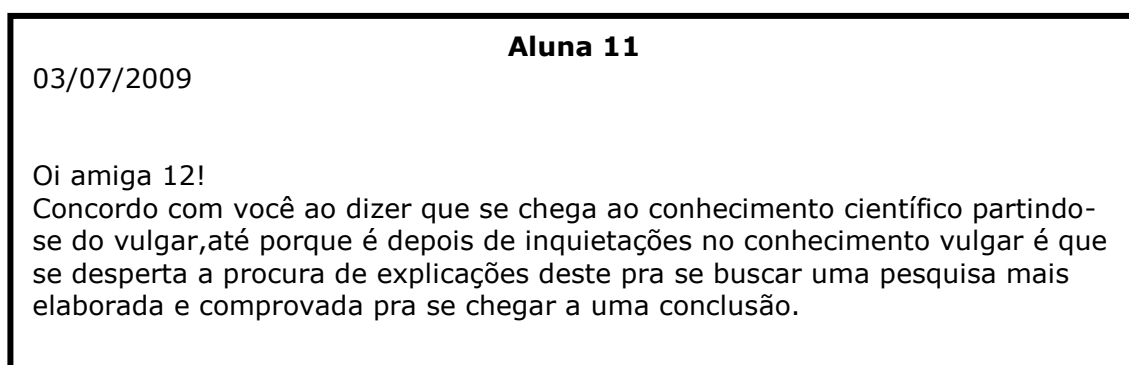 Aluna 11
03/07/2009
Oi amiga 12!
Concordo com você ao dizer que se chega ao conhecimento científico partindo-
se do vulgar,até porque é depois de inquietações no conhecimento vulgar é que
se desperta a procura de explicações deste pra se buscar uma pesquisa mais
elaborada e comprovada pra se chegar a uma conclusão.